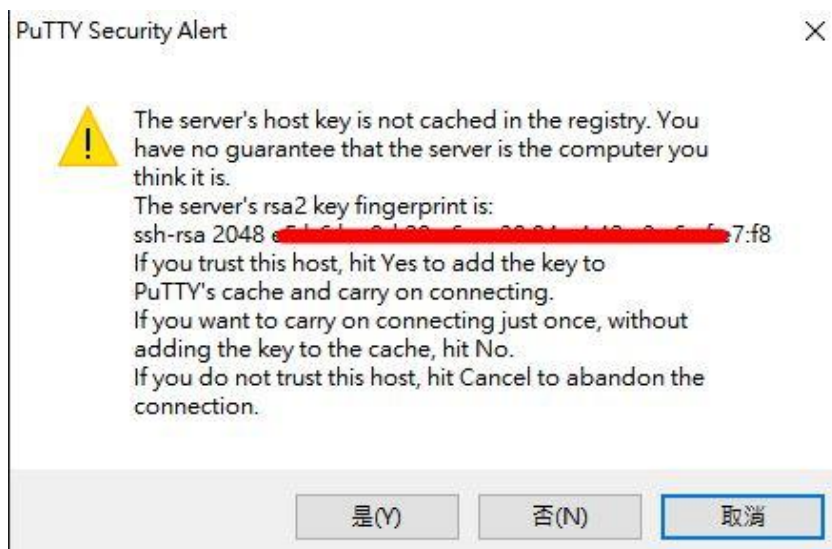 PuTTY Security Alert
The server's host key is not cached in the registry. You
have no guarantee that the server is the computer you
think it is.
The server's rsa2 key fingerprint is:
ssh-rsa 2048 e7:f8
If you trust this host, hit Yes to add the key to
PuTTY's cache and carry on connecting.
If you want to carry on connecting just once, without
adding the key to the cache, hit No.
If you do not trust this host, hit Cancel to abandon the
connection.
是(Y)
否(N)
取消